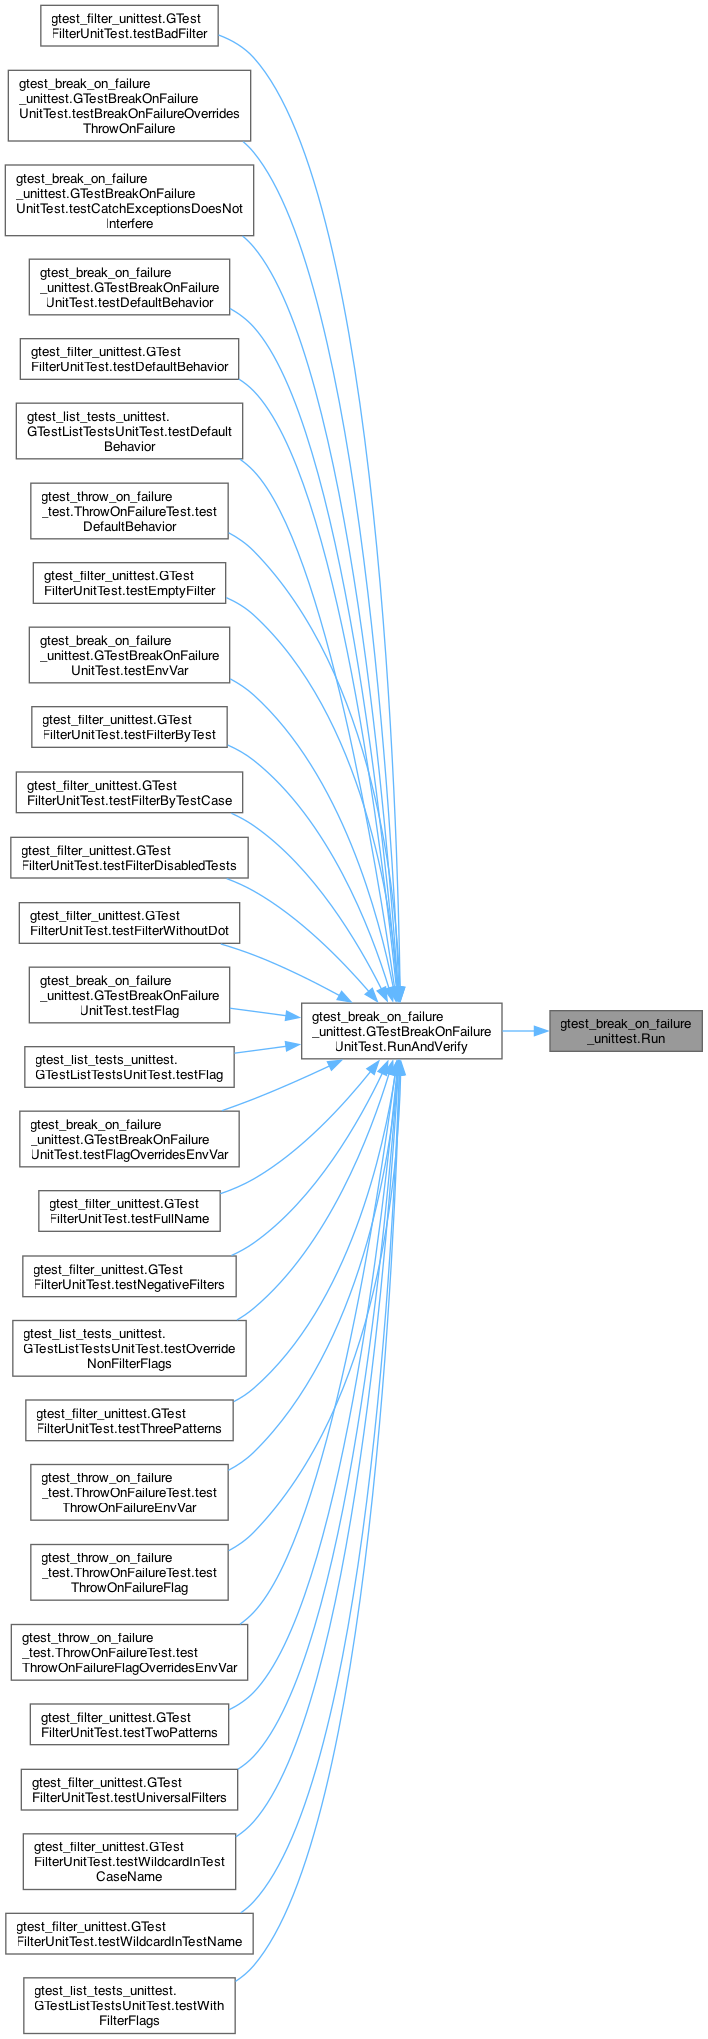 gtest_filter_unittest.GTest
FilterUnitTest.testBadFilter
gtest_break_on_failure
_unittest.GTestBreakOnFailure
UnitTest.testBreakOnFailureOverrides
ThrowOnFailure
gtest_break_on_failure
_unittest.GTestBreakOnFailure
UnitTest.testCatchExceptionsDoesNot
Interfere
gtest_break_on_failure
_unittest.GTestBreakOnFailure
UnitTest.testDefaultBehavior
gtest_filter_unittest.GTest
FilterUnitTest.testDefaultBehavior
gtest_list_tests_unittest.
GTestListTestsUnitTest.testDefault
Behavior
gtest_throw_on_failure
_test.ThrowOnFailureTest.test
DefaultBehavior
gtest_filter_unittest.GTest
FilterUnitTest.testEmptyFilter
gtest_break_on_failure
_unittest.GTestBreakOnFailure
UnitTest.testEnvVar
gtest_filter_unittest.GTest
FilterUnitTest.testFilterByTest
gtest_filter_unittest.GTest
FilterUnitTest.testFilterByTestCase
gtest_filter_unittest.GTest
FilterUnitTest.testFilterDisabledTests
gtest_filter_unittest.GTest
FilterUnitTest.testFilterWithoutDot
gtest_break_on_failure
_unittest.GTestBreakOnFailure
UnitTest.testFlag
gtest_break_on_failure
_unittest.GTestBreakOnFailure
UnitTest.RunAndVerify
gtest_break_on_failure
_unittest.Run
gtest_list_tests_unittest.
GTestListTestsUnitTest.testFlag
gtest_break_on_failure
_unittest.GTestBreakOnFailure
UnitTest.testFlagOverridesEnvVar
gtest_filter_unittest.GTest
FilterUnitTest.testFullName
gtest_filter_unittest.GTest
FilterUnitTest.testNegativeFilters
gtest_list_tests_unittest.
GTestListTestsUnitTest.testOverride
NonFilterFlags
gtest_filter_unittest.GTest
FilterUnitTest.testThreePatterns
gtest_throw_on_failure
_test.ThrowOnFailureTest.test
ThrowOnFailureEnvVar
gtest_throw_on_failure
_test.ThrowOnFailureTest.test
ThrowOnFailureFlag
gtest_throw_on_failure
_test.ThrowOnFailureTest.test
ThrowOnFailureFlagOverridesEnvVar
gtest_filter_unittest.GTest
FilterUnitTest.testTwoPatterns
gtest_filter_unittest.GTest
FilterUnitTest.testUniversalFilters
gtest_filter_unittest.GTest
FilterUnitTest.testWildcardInTest
CaseName
gtest_filter_unittest.GTest
FilterUnitTest.testWildcardInTestName
gtest_list_tests_unittest.
GTestListTestsUnitTest.testWith
FilterFlags